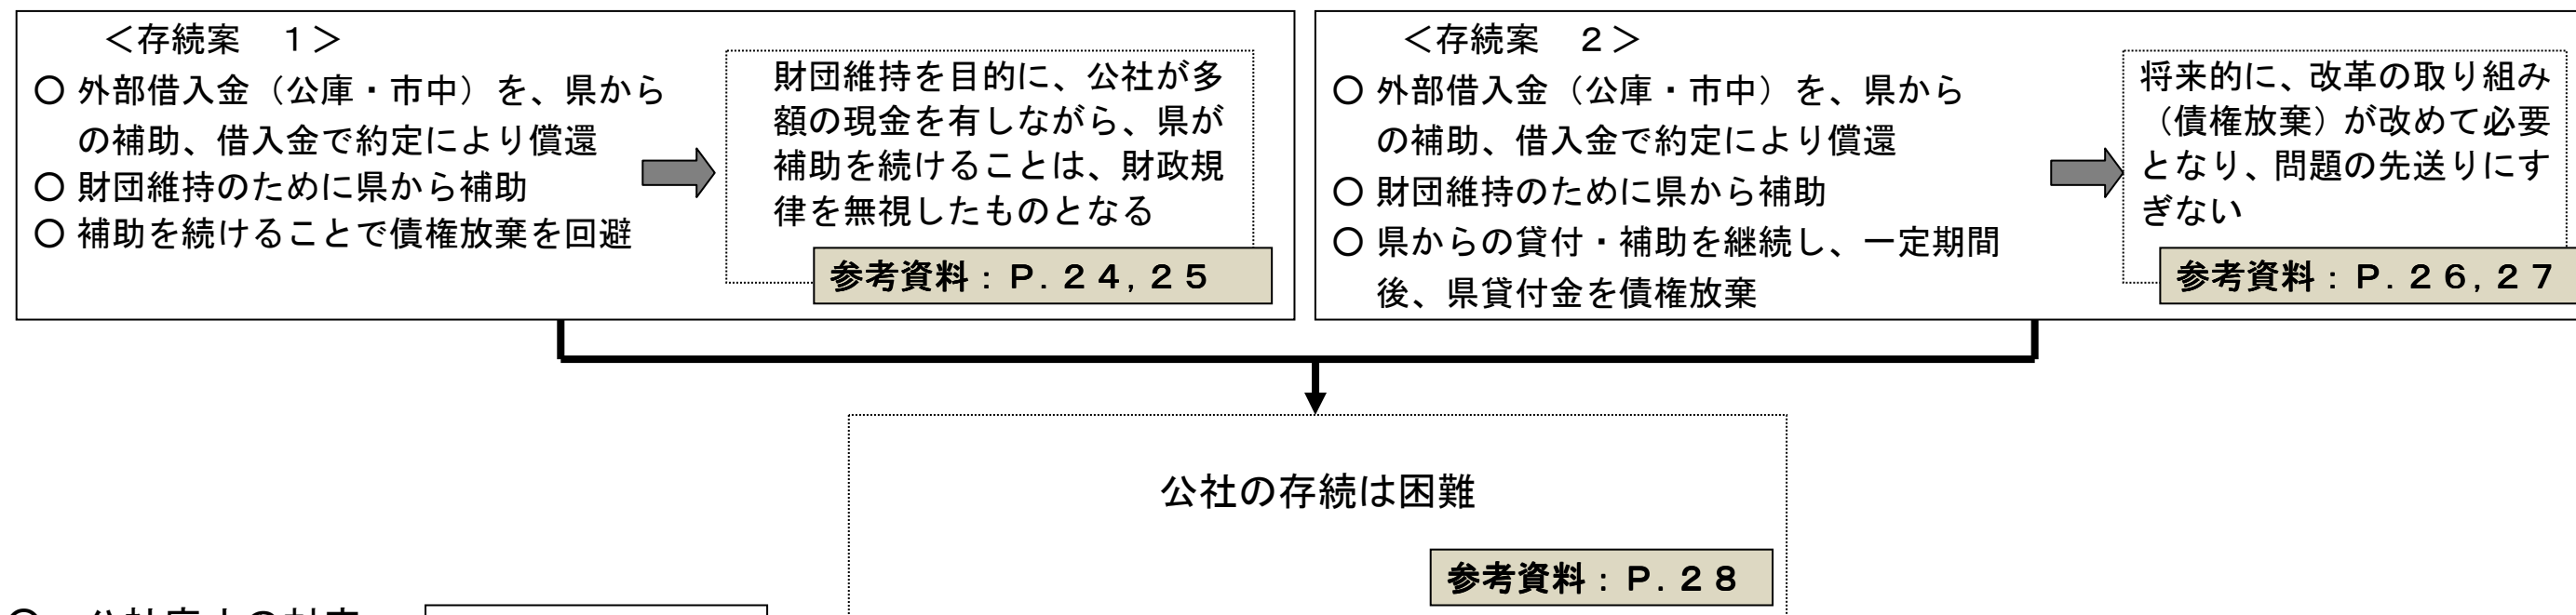 ＜存続案　１＞
○ 外部借入金（公庫・市中）を、県から
の補助、借入金で約定により償還
○ 財団維持のために県から補助
○ 補助を続けることで債権放棄を回避
財団維持を目的に、公社が多
額の現金を有しながら、県が
補助を続けることは、財政規
律を無視したものとなる
参考資料：Ｐ．２４，２５
＜存続案　２＞
○ 外部借入金（公庫・市中）を、県から
の補助、借入金で約定により償還
○ 財団維持のために県から補助
○ 県からの貸付・補助を継続し、一定期間
後、県貸付金を債権放棄
将来的に、改革の取り組み
（債権放棄）が改めて必要
となり、問題の先送りにす
ぎない
参考資料：Ｐ．２６，２７
公社の存続は困難
参考資料：Ｐ．２８